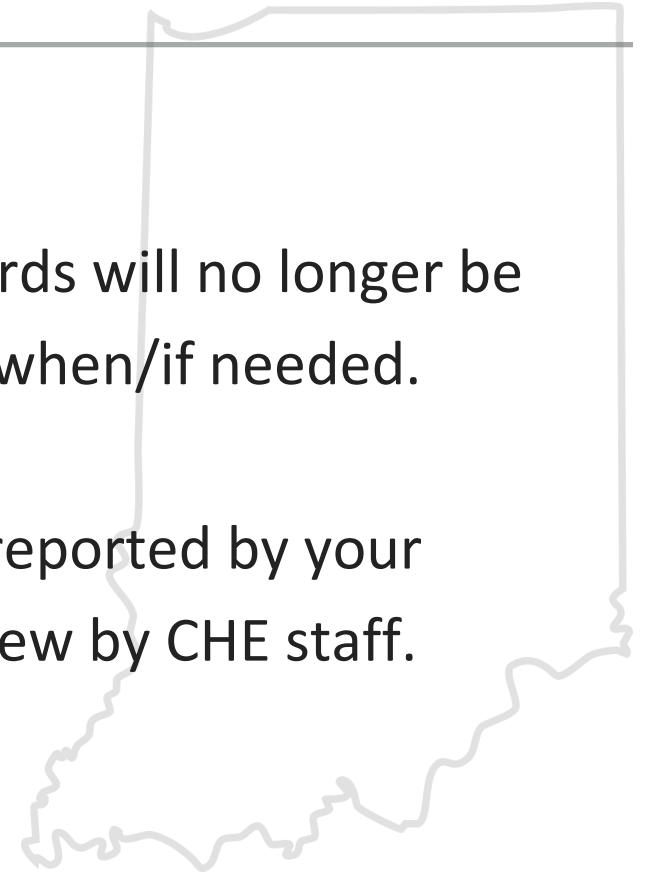 rds will no longer be
when/if needed.
reported by your
ew by CHE staff.